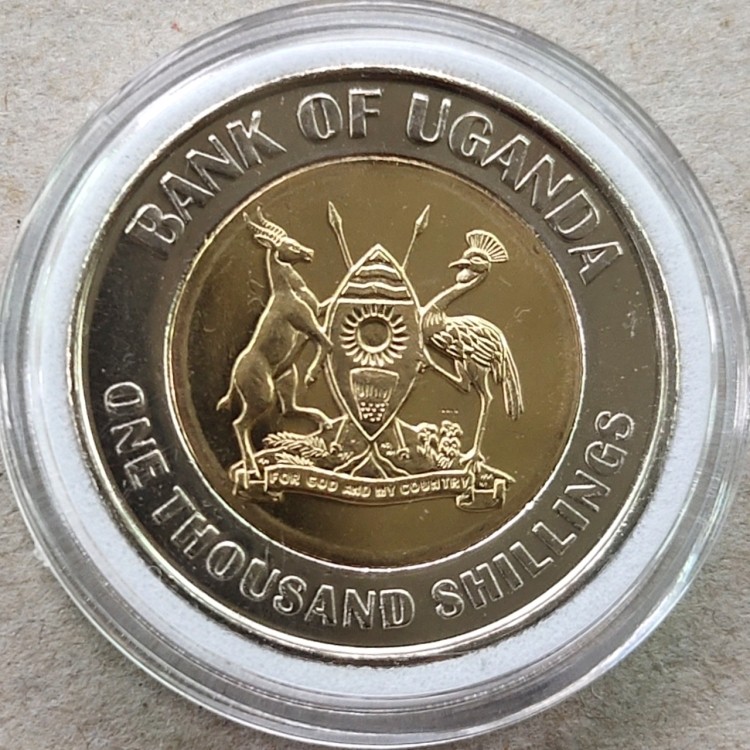 BANK OF UGANDA
FOR GOD AND MY COUNTRY
ONE THOUSAND SHILLINGS